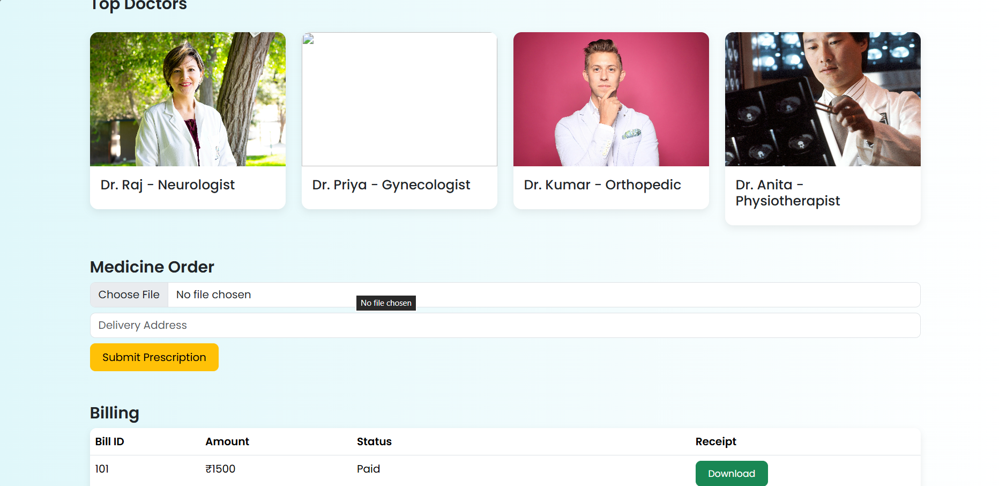 Top Doctors
Dr. Raj - Neurologist
Dr. Priya - Gynecologist
Dr. Kumar - Orthopedic
Dr. Anita -
Physiotherapist
Medicine Order
Choose File No file chosen
No file chosen
Delivery Address
Submit Prescription
Billing
Bill ID Amount Status Receipt
101 ₹1500 Paid Download